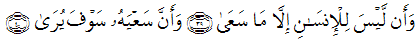 وَأَن لَّيۡسَ لِلۡإِنسَٰنِ إِلَّا مَا سَعَىٰ ۝٣٩ وَأَنَّ سَعۡيَهُۥ سَوۡفَ يُرَىٰ ۝٤٠